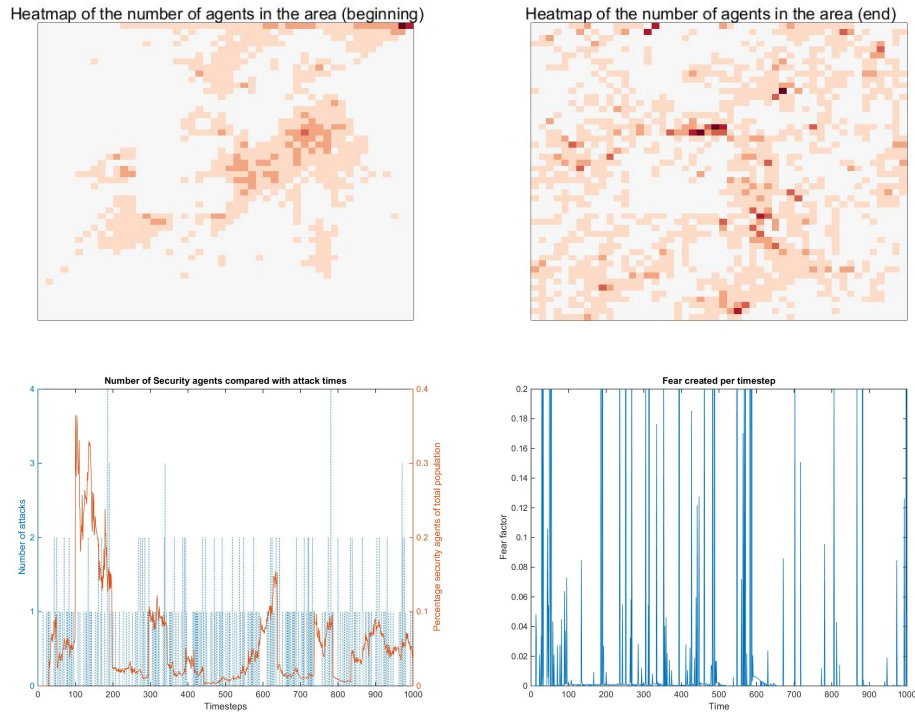 Heatmap of the number of agents in the area (beginning)
Heatmap of the number of agents in the area (end)
Number of Security agents compared with attack times
4
3
2
1
0
Number of attacks
0.4
0.3
0.2
0.1
0
Percentage security agents of total population
0 100 200 300 400 500 600 700 800 900 1000
Timesteps
Fear created per timestep
0.2
0.18
0.16
0.14
0.12
0.1
0.08
0.06
0.04
0.02
0
Fear factor
0 100 200 300 400 500 600 700 800 900 1000
Time